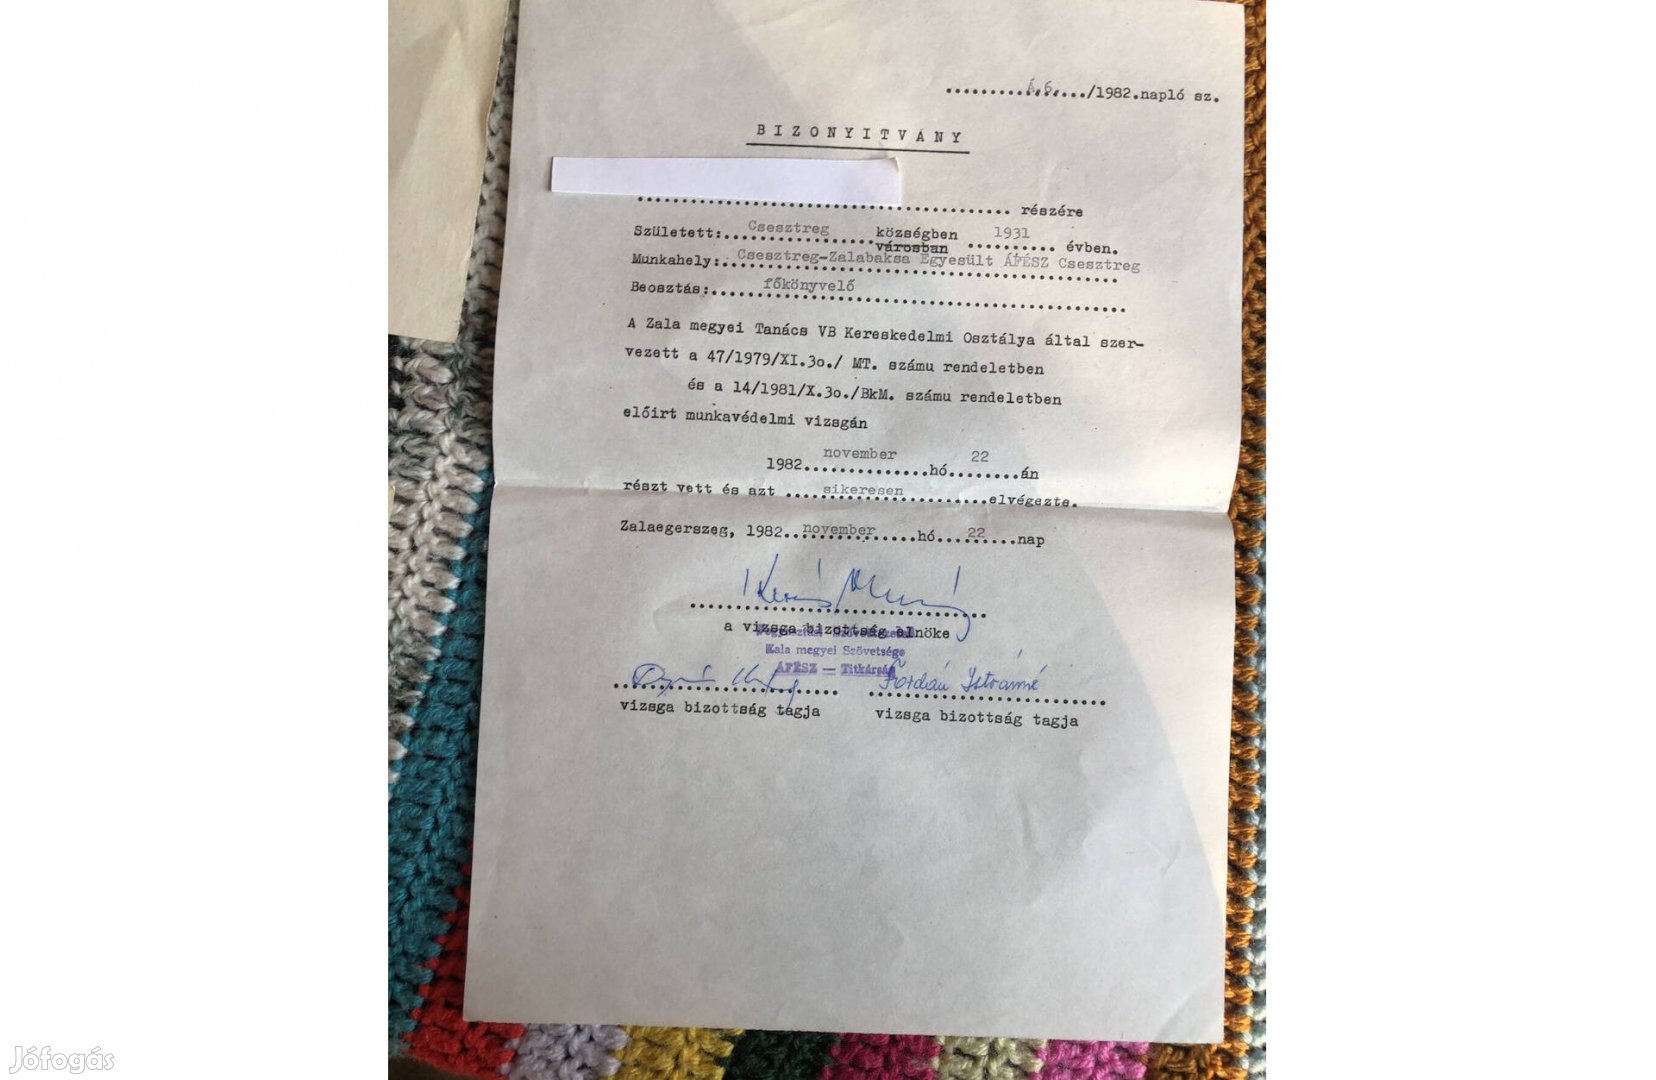 Á.6. /1982.napló sz.
BIZONYITVÁNY
részére
Született: Csesztreg községben városban 1931 évben.
Munkahely: Csesztreg-Zalabaksa Egyesült ÁFÉSZ Csesztreg
Beosztás: főkönyvelő
A Zala megyei Tanács VB Kereskedelmi Osztálya által szer-
vezett a 47/1979/XI.3o./ MT. számu rendeletben
és a 14/1981/X.3o./BkM. számu rendeletben
előirt munkavédelmi vizsgán
1982 november hó 22 án
részt vett és azt sikeresen elvégezte.
Zalaegerszeg, 1982 november hó 22 nap
a vizsga bizottság elnöke
Zala megyei Szövetsége
ÁFÉSZ — Titkárság
Jordán Istvánné
vizsga bizottság tagja vizsga bizottság tagja
Jófogás